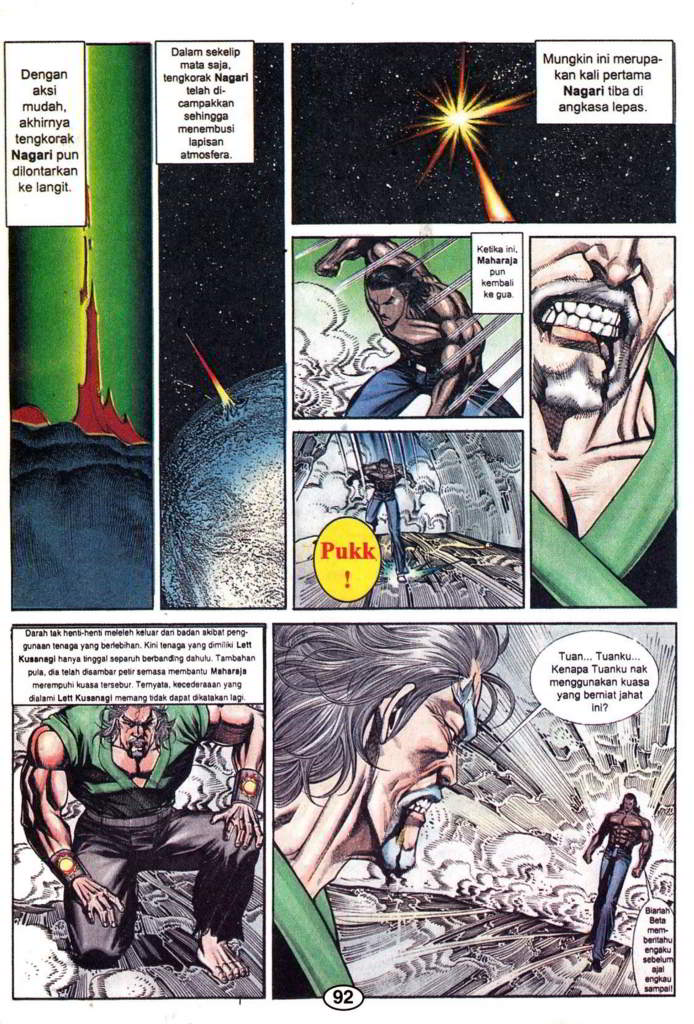 Dengan
aksi
mudah,
akhirnya
tengkorak
Nagari pun
dilontarkan
ke langit.
Dalam sekelip
mata saja,
tengkorak Nagari
telah di-
campakkan
sehingga
menembusi
lapisan
atmosfera.
Mungkin ini merupa-
kan kali pertama
Nagari tiba di
angkasa lepas.
Ketika ini,
Maharaja
pun
kembali
ke gua.
Pukk
!
Darah tak henti-henti meleleh keluar dari badan akibat peng-
gunaan tenaga yang berlebihan. Kini tenaga yang dimiliki Lett
Kusanagi hanya tinggal separuh berbanding dahulu. Tambahan
pula, dia telah disambar petir semasa membantu Maharaja
merempuhi kuasa tersebut. Ternyata, kecederaaan yang
dialami Lett Kusanagi memang tidak dapat dikatakan lagi.
Tuan... Tuanku...
Kenapa Tuanku nak
menggunakan kuasa
yang berniat jahat
ini?
Biarlah
Beta
mem-
beritahu
engaku
sebelum
ajal
engkau
sampai!
92